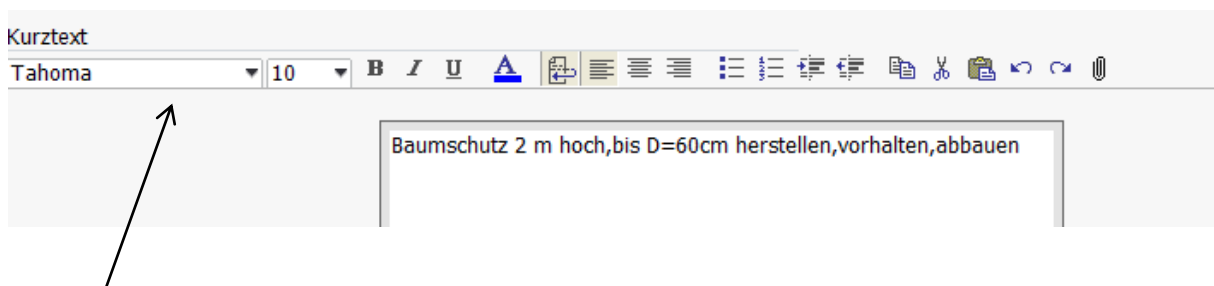 Kurztext
Tahoma 10 B I U A
Baumschutz 2 m hoch,bis D=60cm herstellen,vorhalten,abbauen